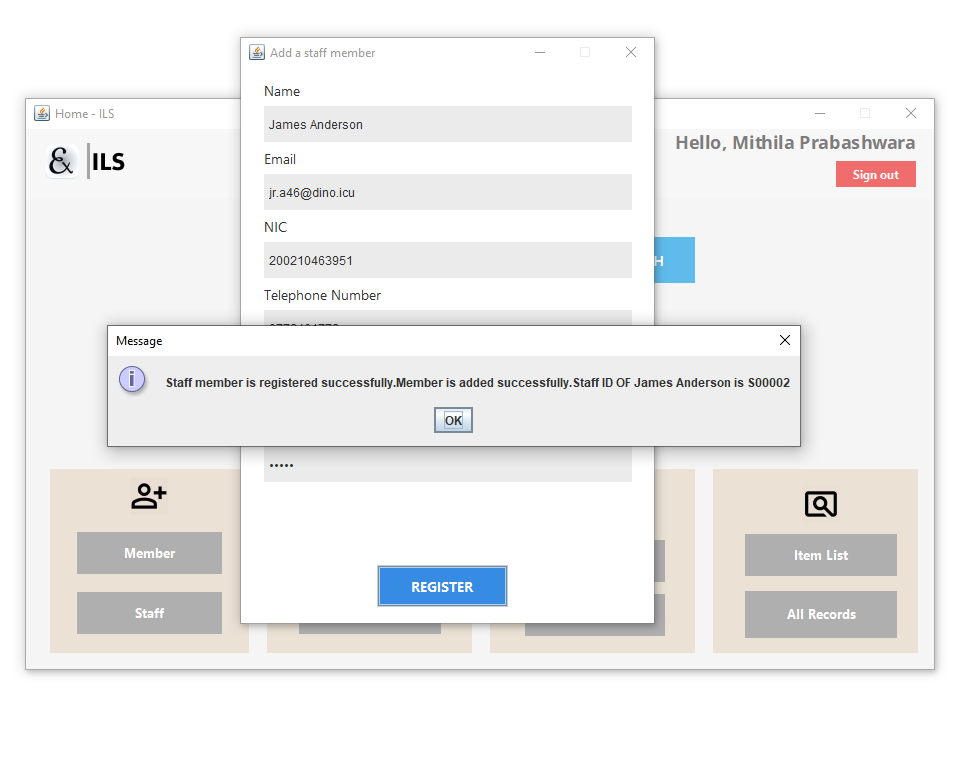 Add a staff member
Name
James Anderson
Email
jr.a46@dino.icu
NIC
200210463951
Telephone Number
Home - ILS
& ILS
Hello, Mithila Prabashwara
Sign out
H
Message
i
Staff member is registered successfully.Member is added successfully.Staff ID OF James Anderson is S00002
OK
•••••
REGISTER
Member
Staff
Item List
All Records